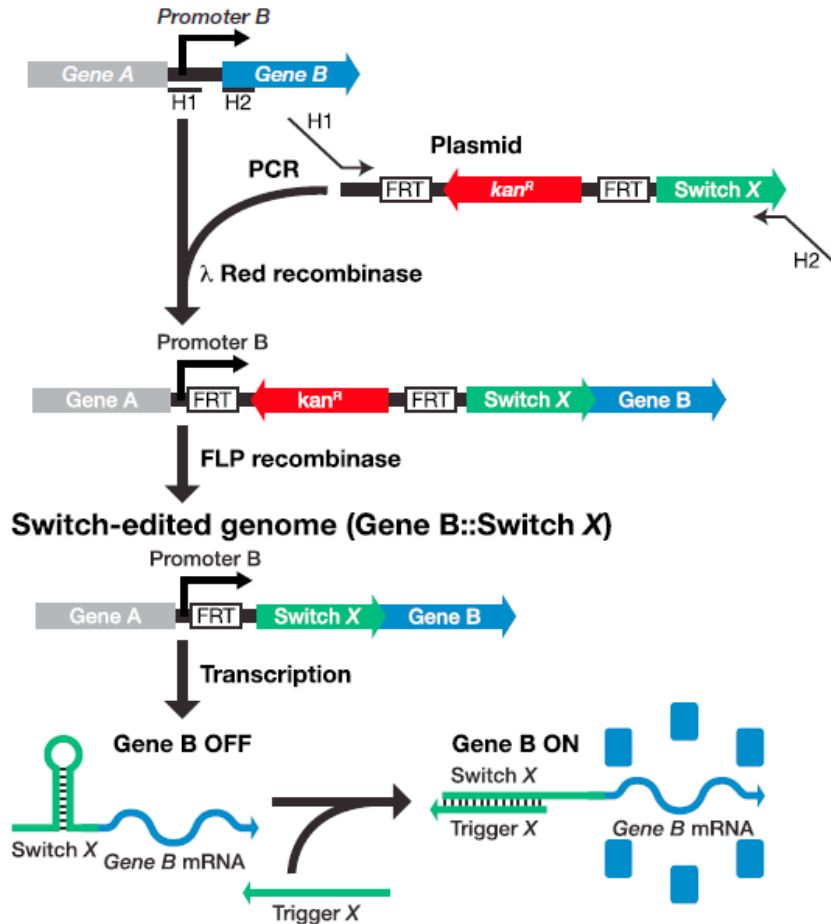 Promoter B
Gene A
Gene B
H1
H2
H1
Plasmid
PCR
FRT
kanR
FRT
Switch X
H2
λ Red recombinase
Promoter B
Gene A
FRT
kanR
FRT
Switch X
Gene B
FLP recombinase
Switch-edited genome (Gene B::Switch X)
Promoter B
Gene A
FRT
Switch X
Gene B
Transcription
Gene B OFF
Gene B ON
Switch X
Trigger X
Gene B mRNA
Switch X
Gene B mRNA
Trigger X